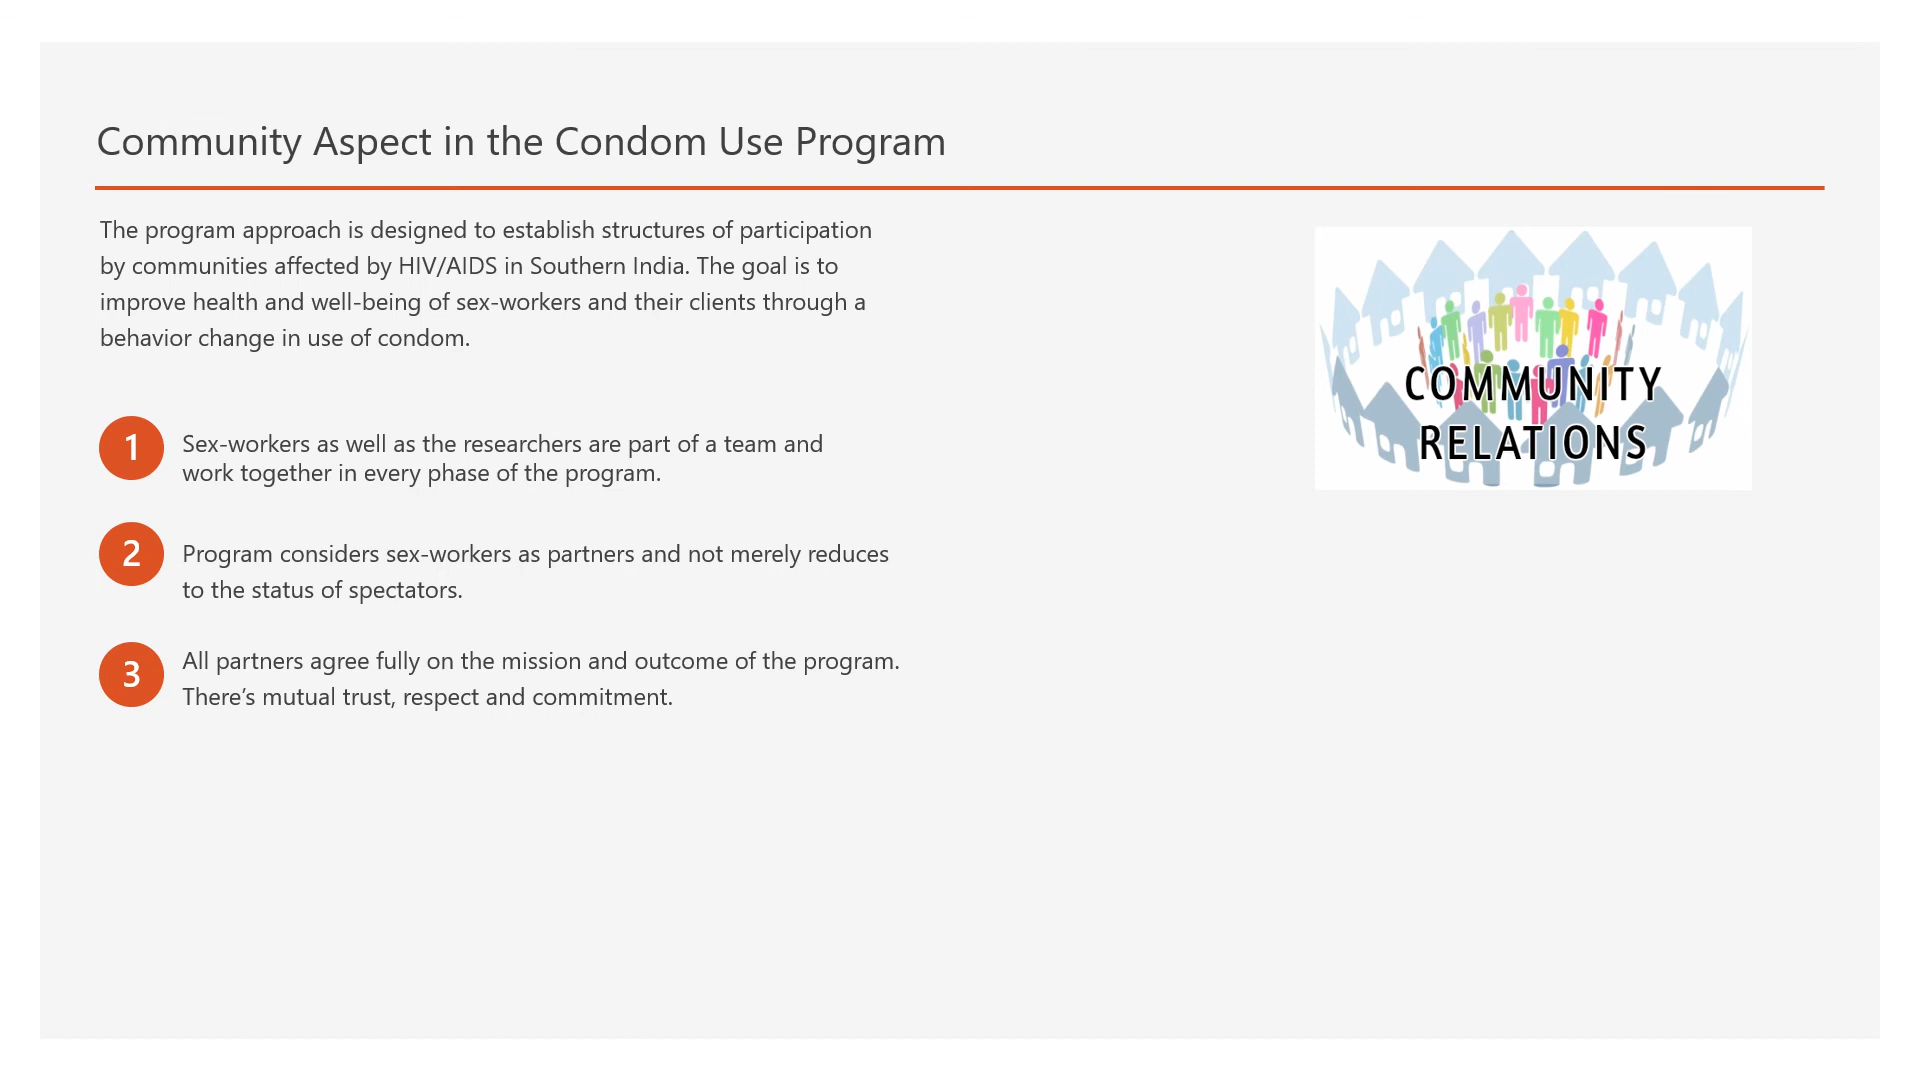 Community Aspect in the Condom Use Program
The program approach is designed to establish structures of participation
by communities affected by HIV/AIDS in Southern India. The goal is to
improve health and well-being of sex-workers and their clients through a
behavior change in use of condom.
1
Sex-workers as well as the researchers are part of a team and
work together in every phase of the program.
2
Program considers sex-workers as partners and not merely reduces
to the status of spectators.
3
All partners agree fully on the mission and outcome of the program.
There’s mutual trust, respect and commitment.
COMMUNITY
RELATIONS